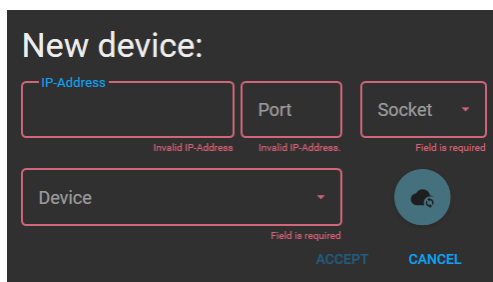 New device:
IP-Address
Port
Socket
Invalid IP-Address
Invalid IP-Address.
Field is required
Device
Field is required
ACCEPT
CANCEL